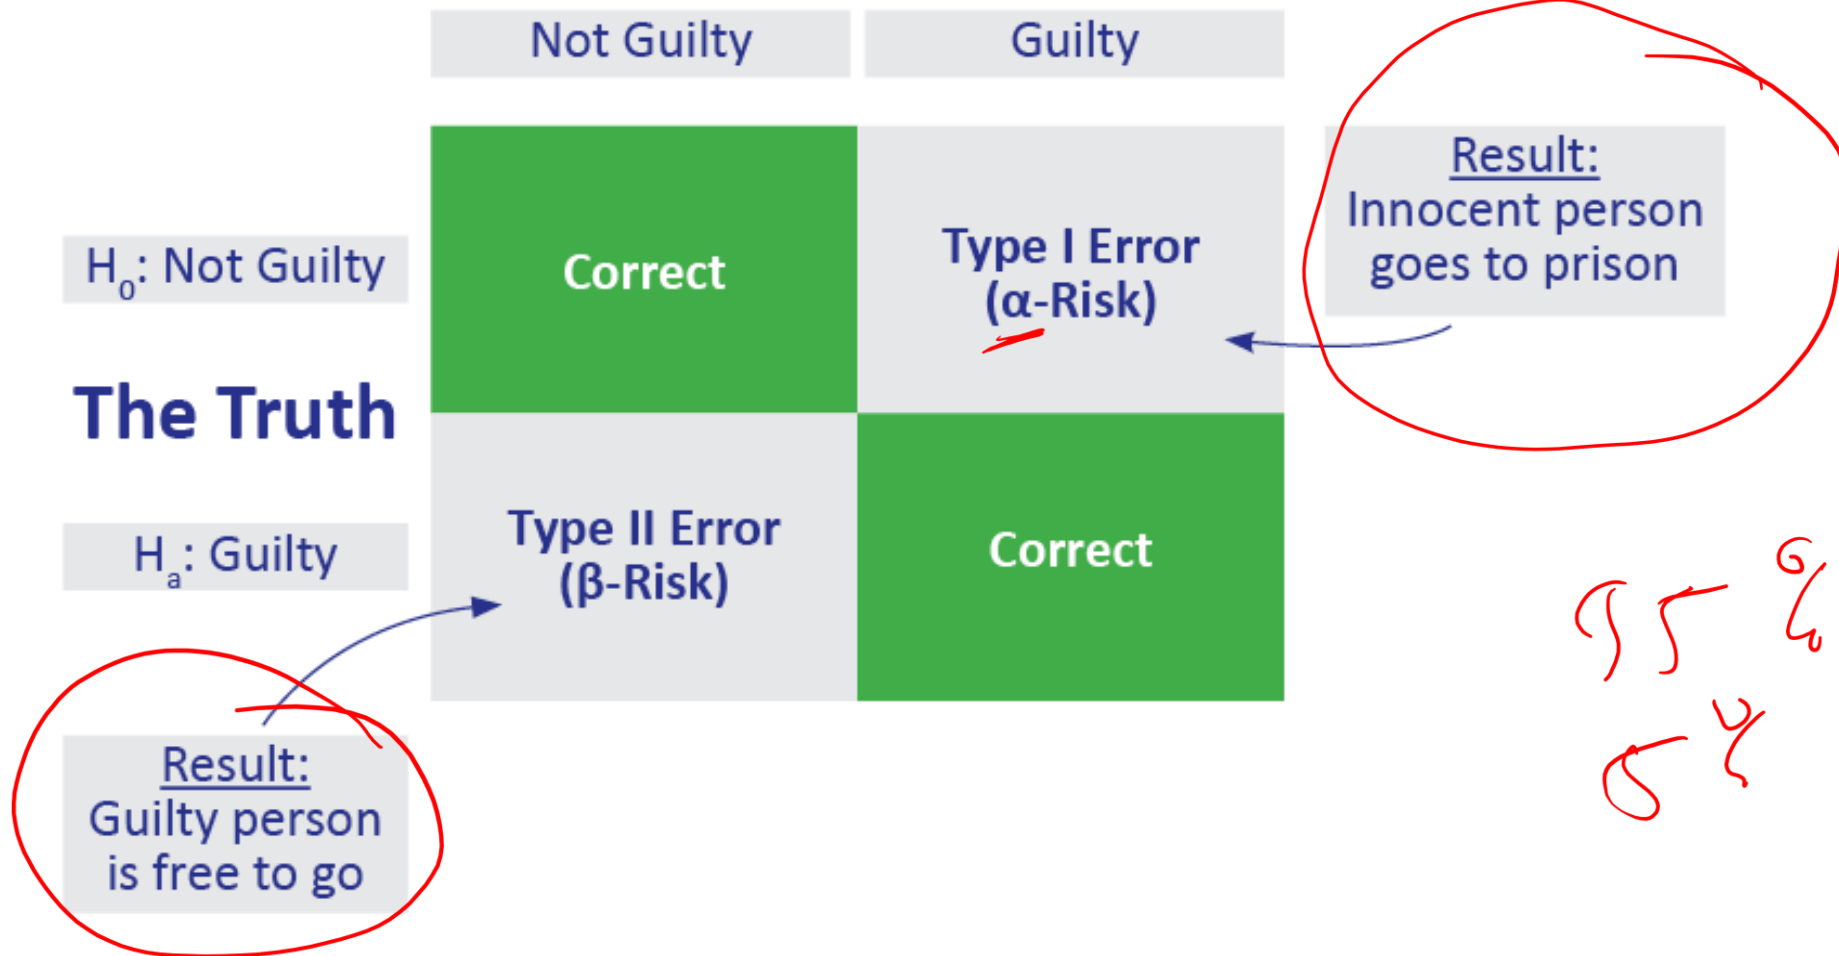 Not Guilty
Guilty
H₀: Not Guilty
Correct
Type I Error
(α-Risk)
Result:
Innocent person
goes to prison
The Truth
Hₐ: Guilty
Type II Error
(β-Risk)
Correct
Result:
Guilty person
is free to go
95%
5%